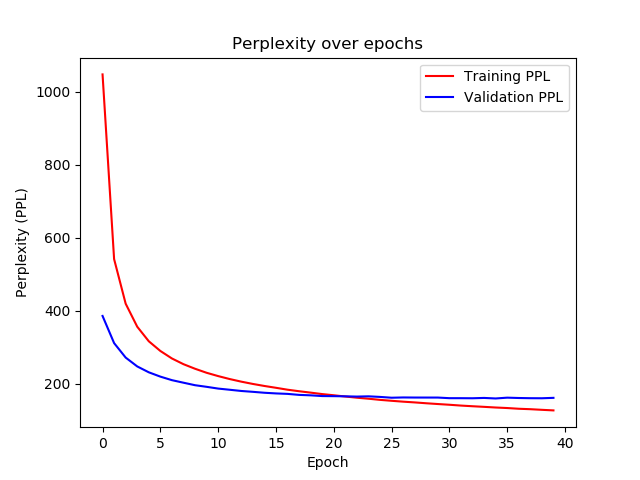 Perplexity over epochs
Training PPL
Validation PPL
1000
800
600
400
200
Perplexity (PPL)
0 5 10 15 20 25 30 35 40
Epoch